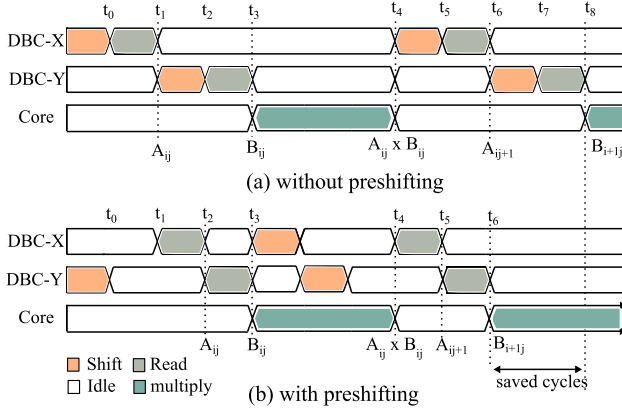 t0 t1 t2 t3 t4 t5 t6 t7 t8
DBC-X
DBC-Y
Core
Aij Bij Aij x Bij Aij+1 Bi+1j
(a) without preshifting
t0 t1 t2 t3 t4 t5 t6
DBC-X
DBC-Y
Core
Aij Bij Aij x Bij Aij+1 Bi+1j
Shift Read
Idle multiply
saved cycles
(b) with preshifting